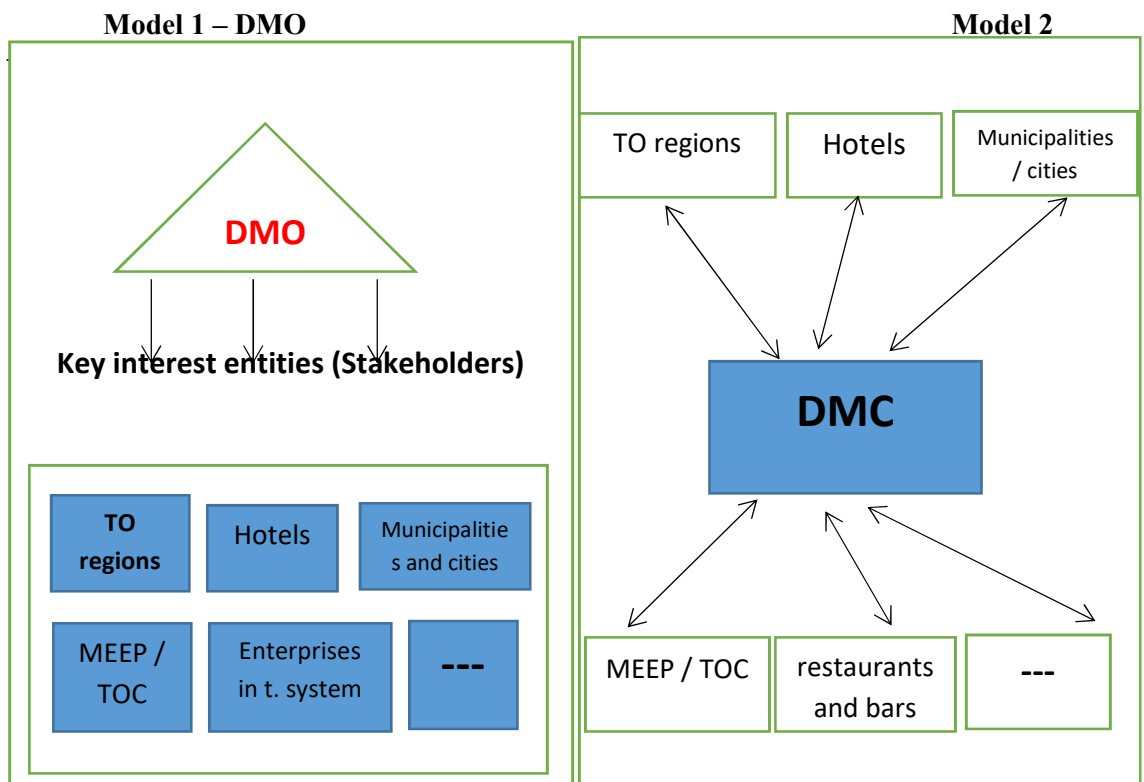 Model 1 – DMO
DMO
Key interest entities (Stakeholders)
TO
regions
Hotels
Municipalitie
s and cities
MEEP /
TOC
Enterprises
in t. system
---
Model 2
TO regions
Hotels
Municipalities
/ cities
DMC
MEEP / TOC
restaurants
and bars
---